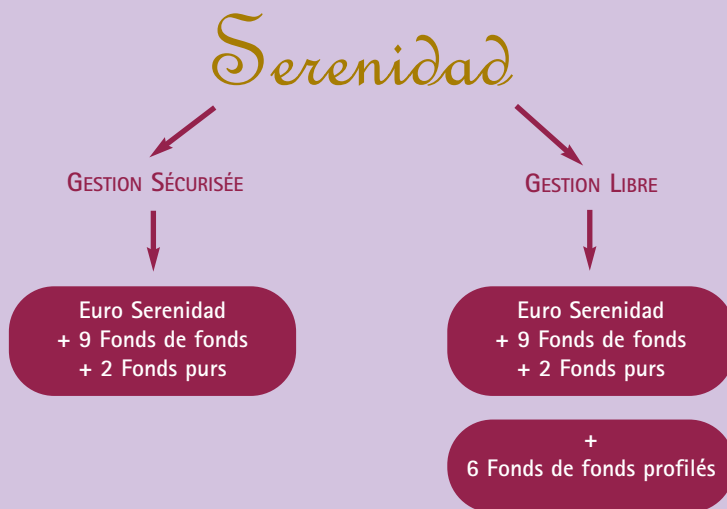 Serenidad
GESTION SÉCURISÉE
GESTION LIBRE
Euro Serenidad
+ 9 Fonds de fonds
+ 2 Fonds purs
Euro Serenidad
+ 9 Fonds de fonds
+ 2 Fonds purs
+
6 Fonds de fonds profilés